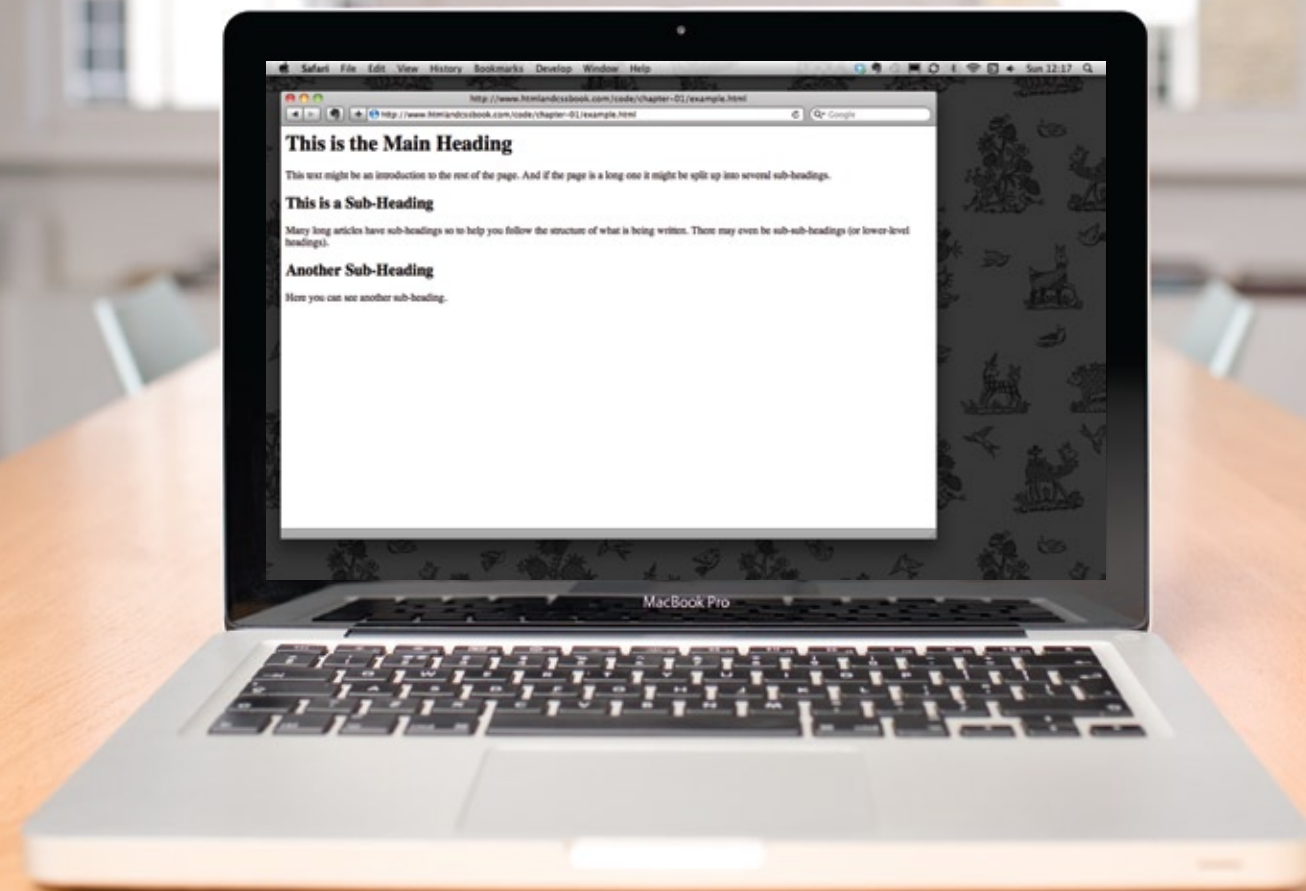 Safari File Edit View History Bookmarks Develop Window Help Sun 12:17
http://www.htmlandcssbook.com/code/chapter-01/example.html
http://www.htmlandcssbook.com/code/chapter-01/example.html Google
This is the Main Heading
This text might be an introduction to the rest of the page. And if the page is a long one it might be split up into several sub-headings.
This is a Sub-Heading
Many long articles have sub-headings so to help you follow the structure of what is being written. There may even be sub-sub-headings (or lower-level
headings).
Another Sub-Heading
Here you can see another sub-heading.
MacBook Pro